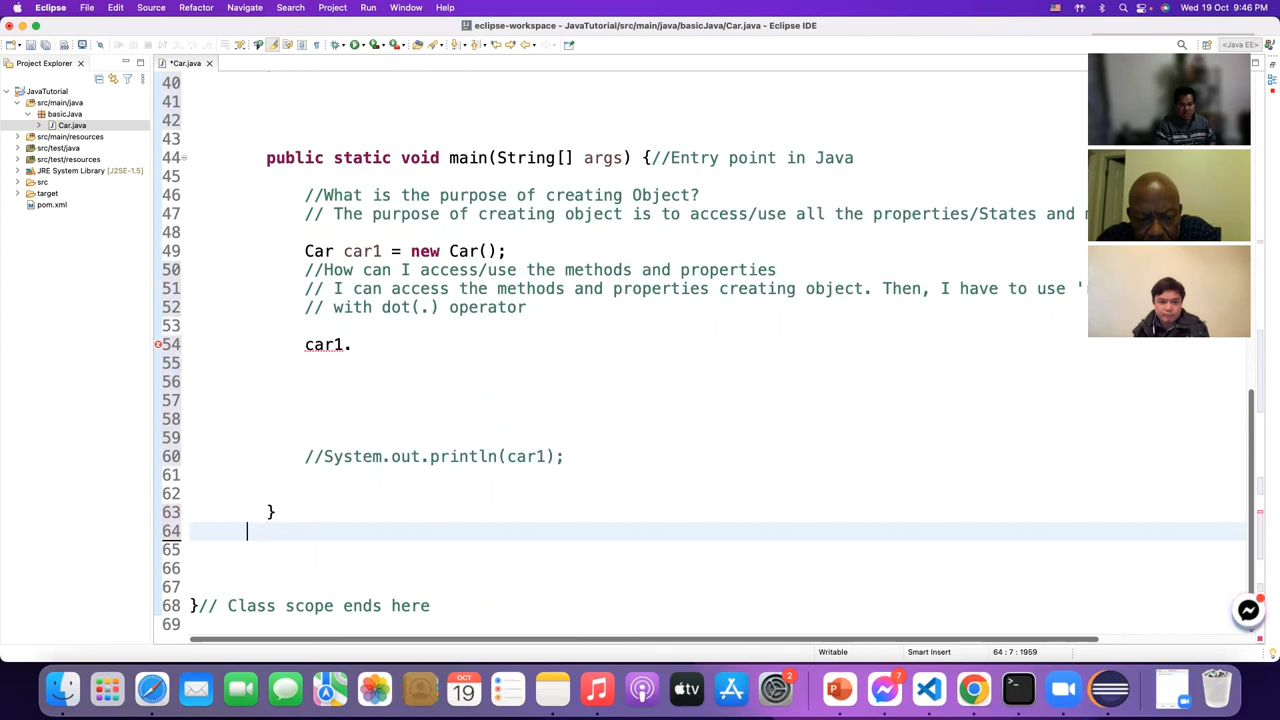 Eclipse File Edit Source Refactor Navigate Search Project Run Window Help Wed 19 Oct 9:46 PM
eclipse-workspace - JavaTutorial/src/main/java/basicJava/Car.java - Eclipse IDE
<Java EE>
Project Explorer
*Car.java
JavaTutorial
src/main/java
basicJava
Car.java
src/main/resources
src/test/java
src/test/resources
JRE System Library [J2SE-1.5]
src
target
pom.xml
40
41
42
43
44 public static void main(String[] args) {//Entry point in Java
45
46 //What is the purpose of creating Object?
47 // The purpose of creating object is to access/use all the properties/States and
48
49 Car car1 = new Car();
50 //How can I access/use the methods and properties
51 // I can access the methods and properties creating object. Then, I have to use '
52 // with dot(.) operator
53
54 car1.
55
56
57
58
59
60 //System.out.println(car1);
61
62
63 }
64
65
66
67
68 }// Class scope ends here
69
Writable Smart Insert 64 : 7 : 1959
OCT
19
tv
2
7